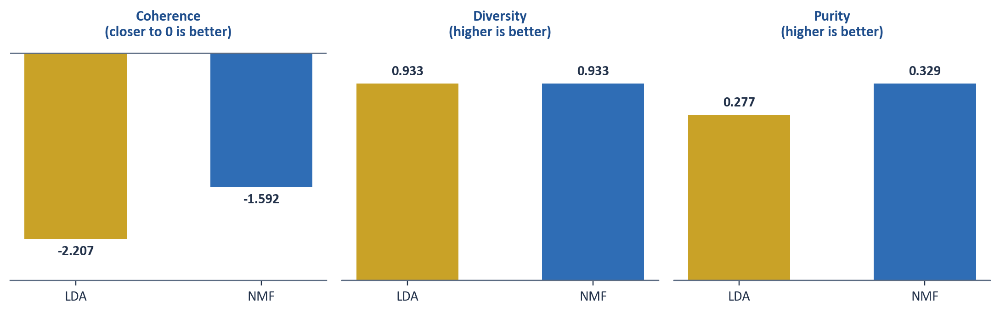 Coherence
(closer to 0 is better)
-2.207
-1.592
LDA
NMF
Diversity
(higher is better)
0.933
0.933
LDA
NMF
Purity
(higher is better)
0.277
0.329
LDA
NMF